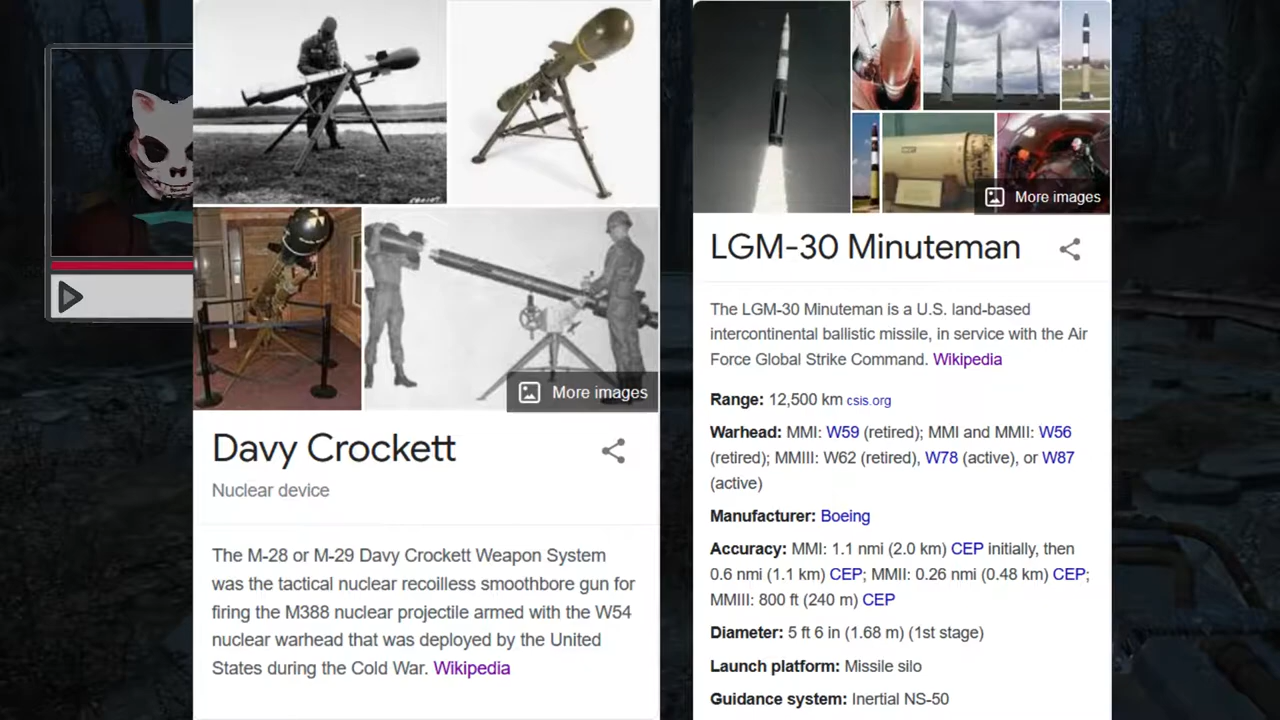 More images
Davy Crockett
Nuclear device
The M-28 or M-29 Davy Crockett Weapon System
was the tactical nuclear recoilless smoothbore gun for
firing the M388 nuclear projectile armed with the W54
nuclear warhead that was deployed by the United
States during the Cold War. Wikipedia
More images
LGM-30 Minuteman
The LGM-30 Minuteman is a U.S. land-based
intercontinental ballistic missile, in service with the Air
Force Global Strike Command. Wikipedia
Range: 12,500 km csis.org
Warhead: MMI: W59 (retired); MMI and MMII: W56
(retired); MMIII: W62 (retired), W78 (active), or W87
(active)
Manufacturer: Boeing
Accuracy: MMI: 1.1 nmi (2.0 km) CEP initially, then
0.6 nmi (1.1 km) CEP; MMII: 0.26 nmi (0.48 km) CEP;
MMIII: 800 ft (240 m) CEP
Diameter: 5 ft 6 in (1.68 m) (1st stage)
Launch platform: Missile silo
Guidance system: Inertial NS-50